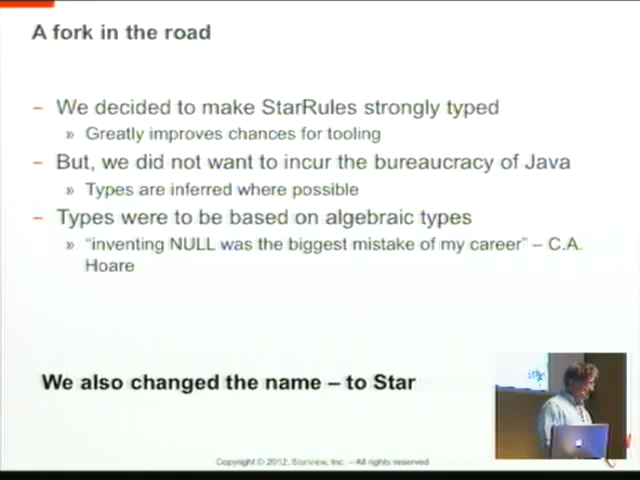 A fork in the road
– We decided to make StarRules strongly typed
» Greatly improves chances for tooling
– But, we did not want to incur the bureaucracy of Java
» Types are inferred where possible
– Types were to be based on algebraic types
» “inventing NULL was the biggest mistake of my career” – C.A.
Hoare
We also changed the name – to Star
Copyright © 2012, Starview, Inc. – All rights reserved